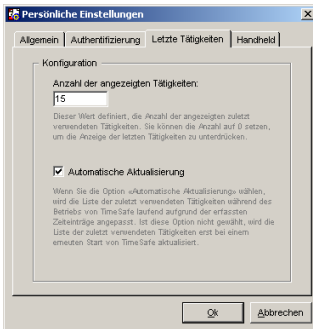 Persönliche Einstellungen
Allgemein Authentifizierung Letzte Tätigkeiten Handheld
Konfiguration
Anzahl der angezeigten Tätigkeiten:
15
Dieser Wert definiert, die Anzahl der angezeigten zuletzt
verwendeten Tätigkeiten. Sie können die Anzahl auf 0 setzen,
um die Anzeige der letzten Tätigkeiten zu unterdrücken.
Automatische Aktualisierung
Wenn Sie die Option «Automatische Aktualisierung» wählen,
wird die Liste der zuletzt verwendeten Tätigkeiten während des
Betriebs von TimeSafe laufend aufgrund der erfassten
Zeiteinträge angepasst. Ist diese Option nicht gewählt, wird die
Liste der zuletzt verwendeten Tätigkeiten erst bei einem
erneuten Start von TimeSafe aktualisiert.
Ok Abbrechen